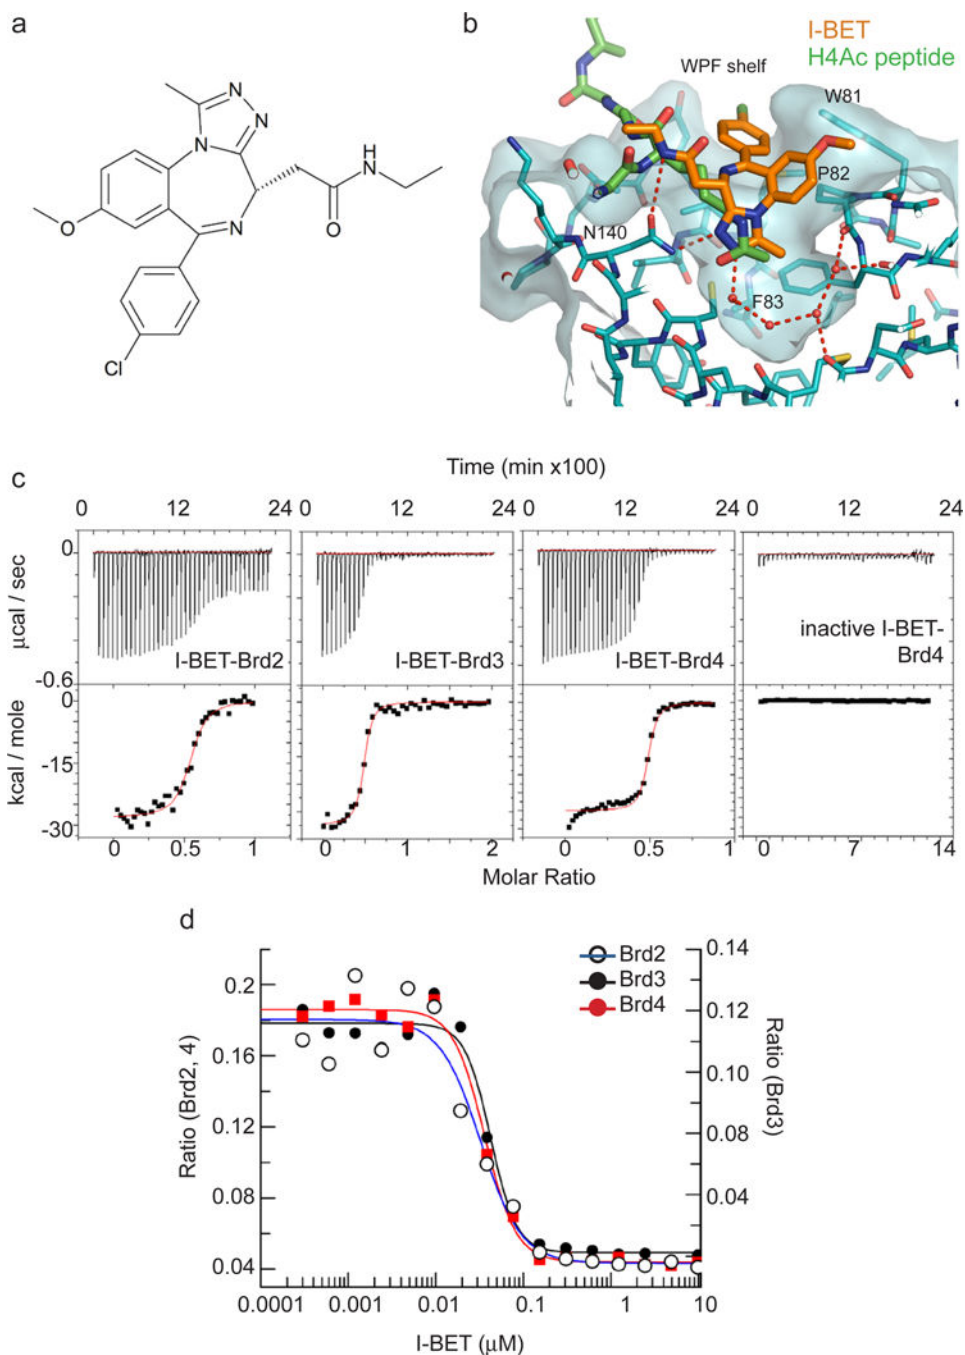 a
N
N
N
N
H
N
O
O
Cl
b
I-BET
H4Ac peptide
WPF shelf
W81
P82
N140
F83
c
Time (min x100)
0 12 24 0 12 24 0 12 24 0 12 24
0
-0.6
μcal / sec
I-BET-Brd2
I-BET-Brd3
I-BET-Brd4
inactive I-BET-
Brd4
0
-15
-30
kcal / mole
0 0.5 1 0 1 2 0 0.5 1 0 7 14
Molar Ratio
d
Brd2
Brd3
Brd4
0.2
0.16
0.12
0.08
0.04
Ratio (Brd2, 4)
0.14
0.12
0.10
0.08
0.04
Ratio (Brd3)
0.0001 0.001 0.01 0.1 1 10
I-BET (μM)